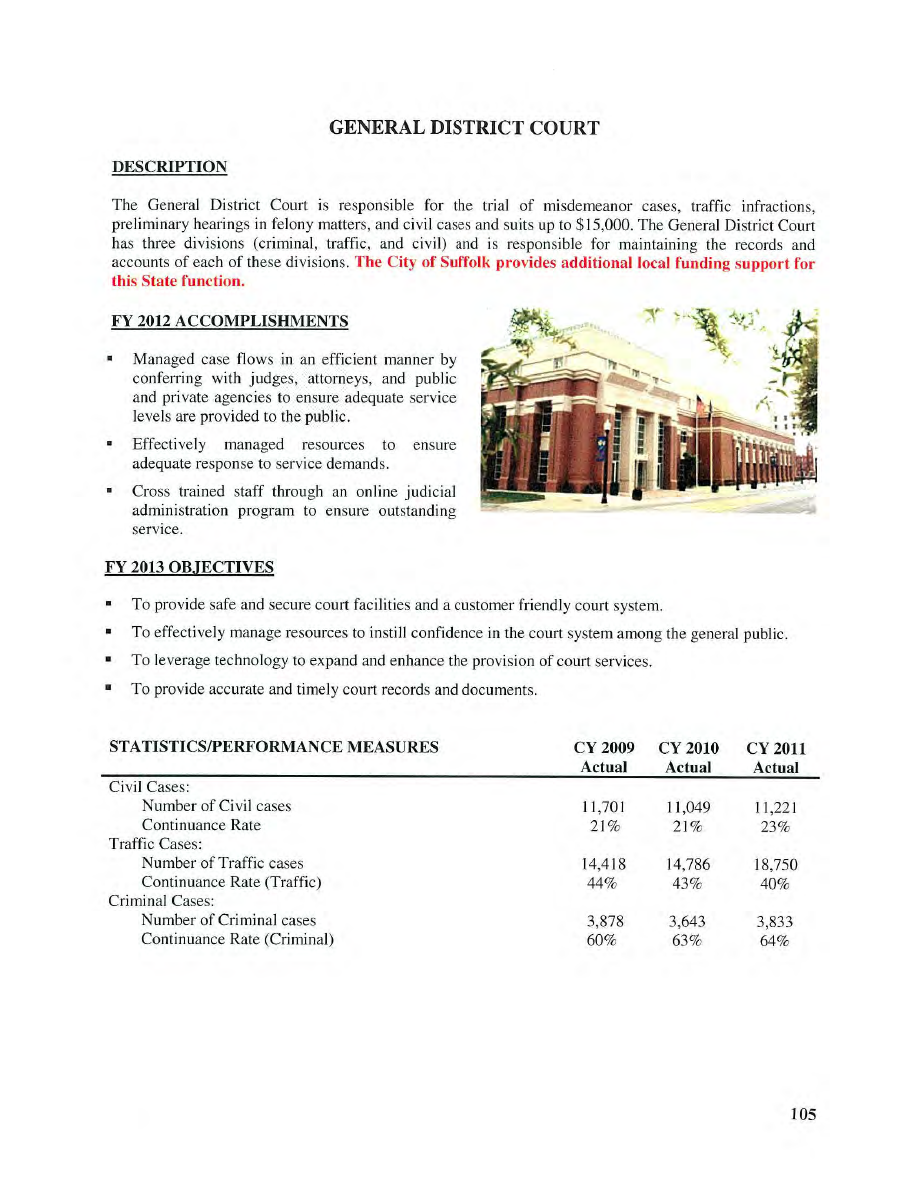 GENERAL DISTRICT COURT
DESCRIPTION
The General District Court is responsible for the trial of misdemeanor cases, traffic infractions,
preliminary hearings in felony matters, and civil cases and suits up to $15,000. The General District Court
has three divisions (criminal, traffic, and civil) and is responsible for maintaining the records and
accounts of each of these divisions. The City of Suffolk provides additional local funding support for
this State function.
FY 2012 ACCOMPLISHMENTS
▪ Managed case flows in an efficient manner by
conferring with judges, attorneys, and public
and private agencies to ensure adequate service
levels are provided to the public.
▪ Effectively managed resources to ensure
adequate response to service demands.
▪ Cross trained staff through an online judicial
administration program to ensure outstanding
service.
FY 2013 OBJECTIVES
▪ To provide safe and secure court facilities and a customer friendly court system.
▪ To effectively manage resources to instill confidence in the court system among the general public.
▪ To leverage technology to expand and enhance the provision of court services.
▪ To provide accurate and timely court records and documents.
STATISTICS/PERFORMANCE MEASURES CY 2009 CY 2010 CY 2011
Actual Actual Actual
Civil Cases:
Number of Civil cases 11,701 11,049 11,221
Continuance Rate 21% 21% 23%
Traffic Cases:
Number of Traffic cases 14,418 14,786 18,750
Continuance Rate (Traffic) 44% 43% 40%
Criminal Cases:
Number of Criminal cases 3,878 3,643 3,833
Continuance Rate (Criminal) 60% 63% 64%
105